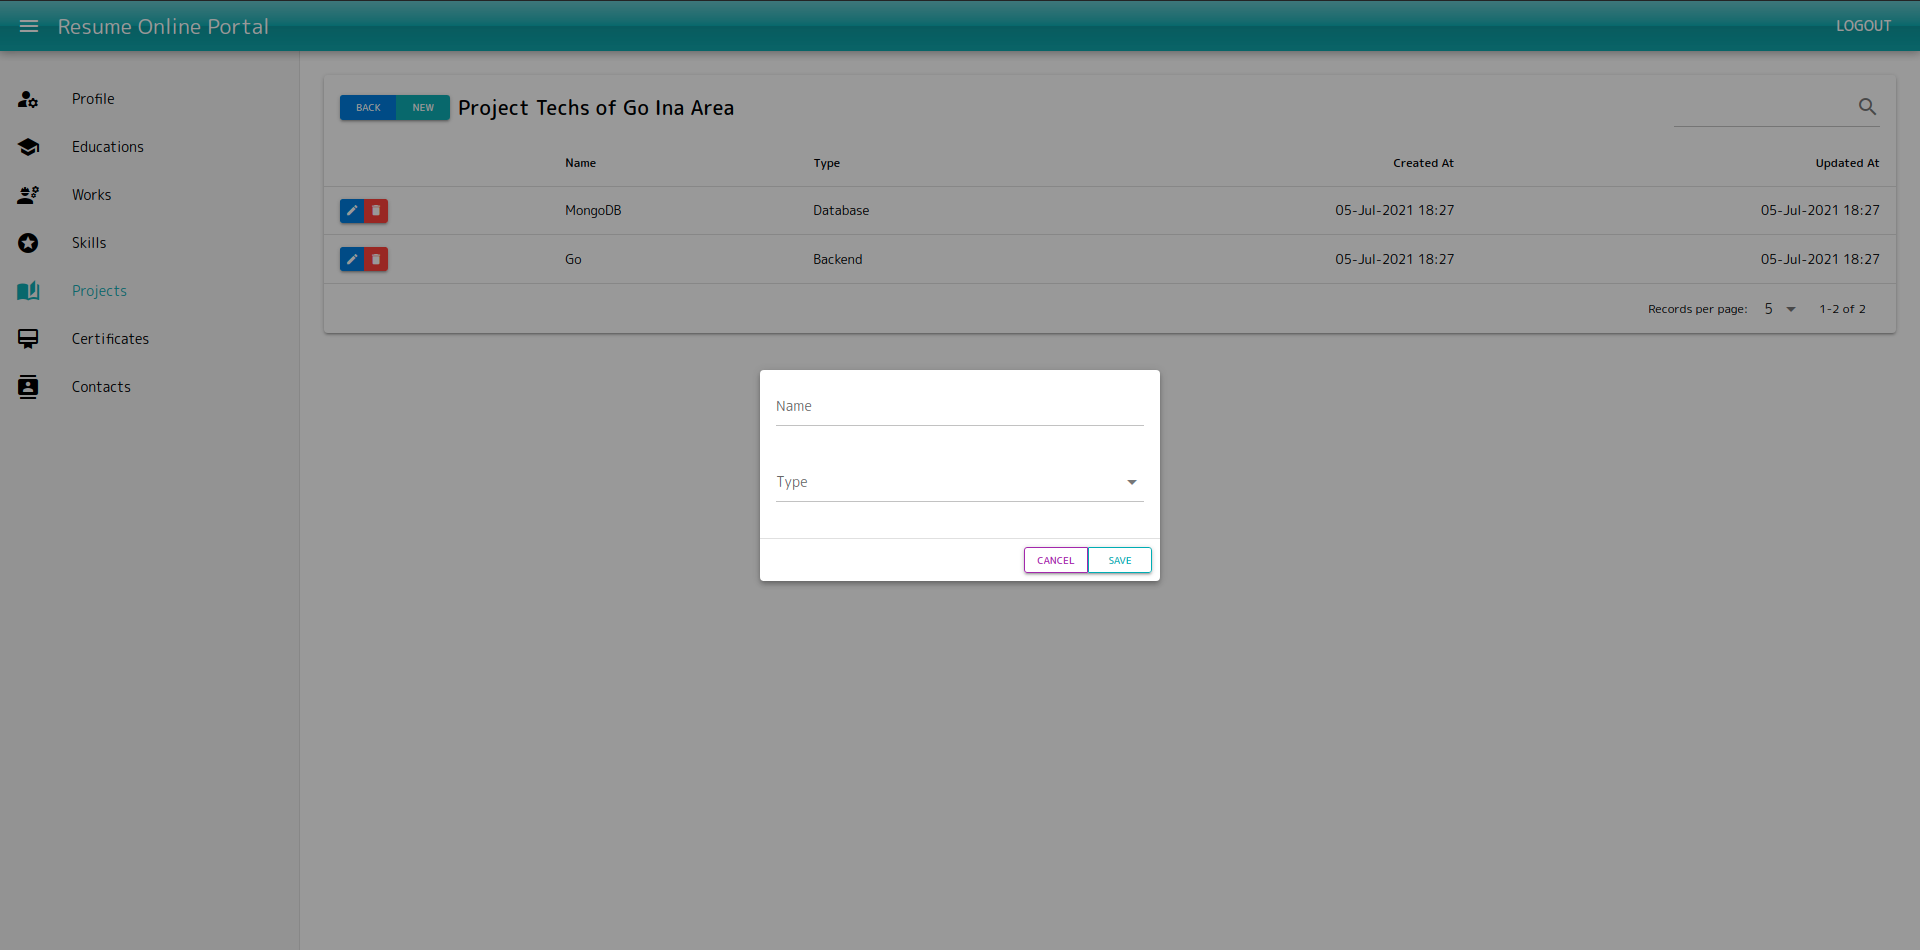 Resume Online Portal
LOGOUT
Profile
Educations
Works
Skills
Projects
Certificates
Contacts
BACK NEW Project Techs of Go Ina Area
Name Type Created At Updated At
MongoDB Database 05-Jul-2021 18:27 05-Jul-2021 18:27
Go Backend 05-Jul-2021 18:27 05-Jul-2021 18:27
Records per page: 5 1-2 of 2
Name
Type
CANCEL SAVE